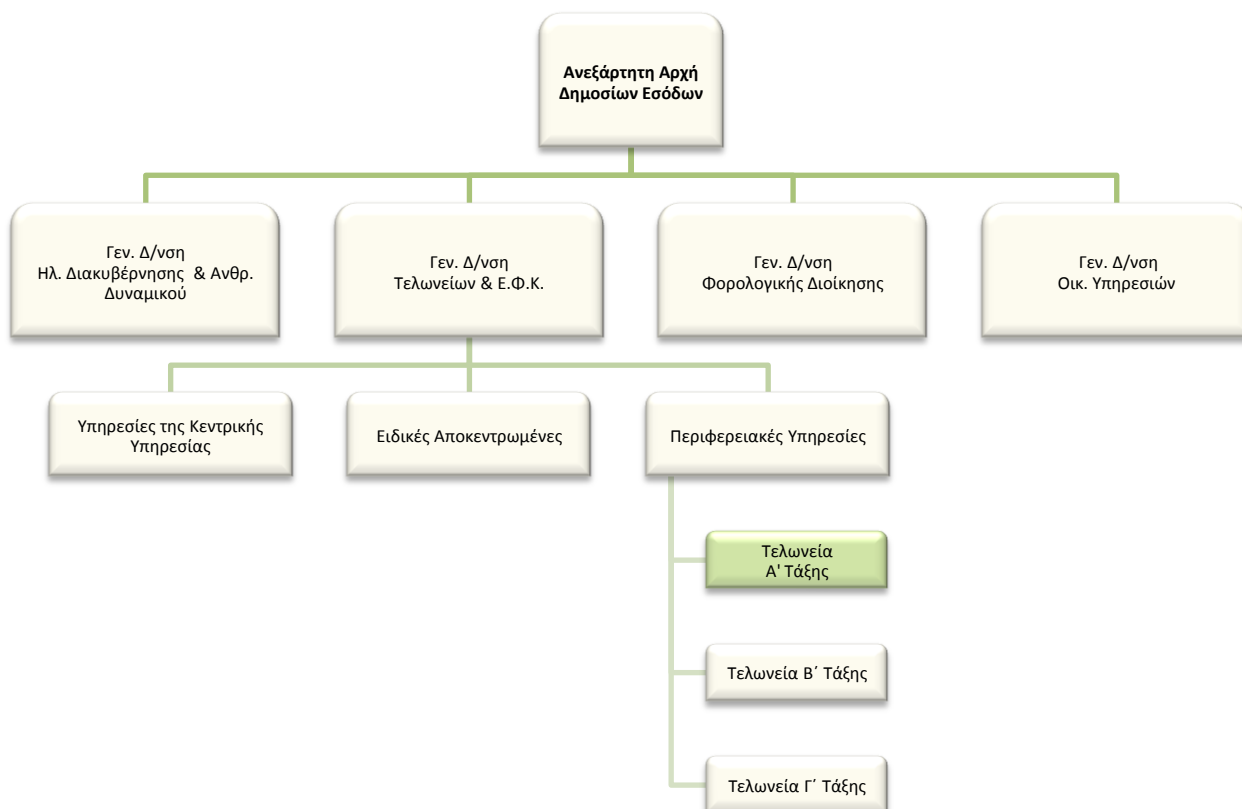 Ανεξάρτητη Αρχή
Δημοσίων Εσόδων
Γεν. Δ/νση
Ηλ. Διακυβέρνησης & Ανθρ.
Δυναμικού
Γεν. Δ/νση
Τελωνείων & Ε.Φ.Κ.
Γεν. Δ/νση
Φορολογικής Διοίκησης
Γεν. Δ/νση
Οικ. Υπηρεσιών
Υπηρεσίες της Κεντρικής
Υπηρεσίας
Ειδικές Αποκεντρωμένες
Περιφερειακές Υπηρεσίες
Τελωνεία
Α' Τάξης
Τελωνεία Β΄ Τάξης
Τελωνεία Γ΄ Τάξης